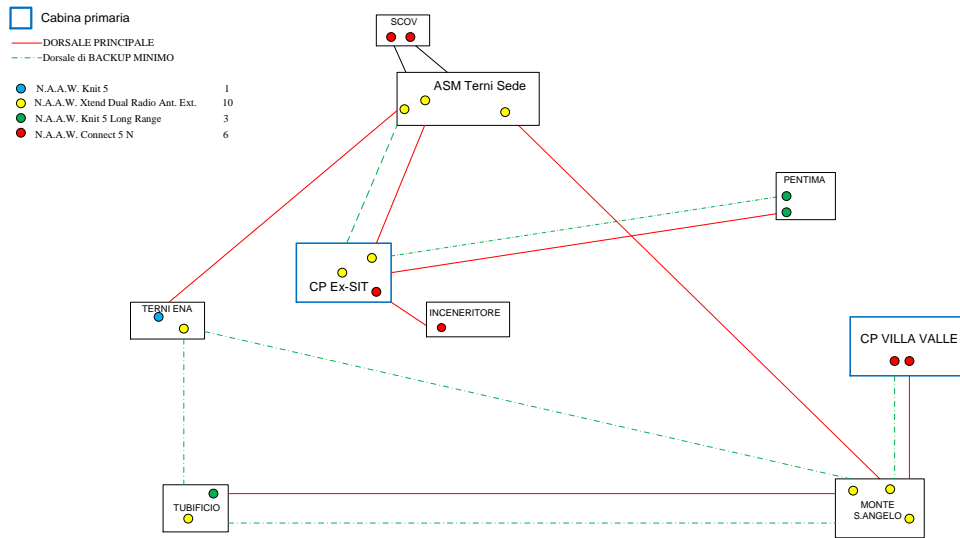 Cabina primaria
DORSALE PRINCIPALE
Dorsale di BACKUP MINIMO
N.A.A.W. Knit 5 1
N.A.A.W. Xtend Dual Radio Ant. Ext. 10
N.A.A.W. Knit 5 Long Range 3
N.A.A.W. Connect 5 N 6
SCOV
ASM Terni Sede
PENTIMA
CP Ex-SIT
TERNI ENA
INCENERITORE
CP VILLA VALLE
TUBIFICIO
MONTE
S.ANGELO